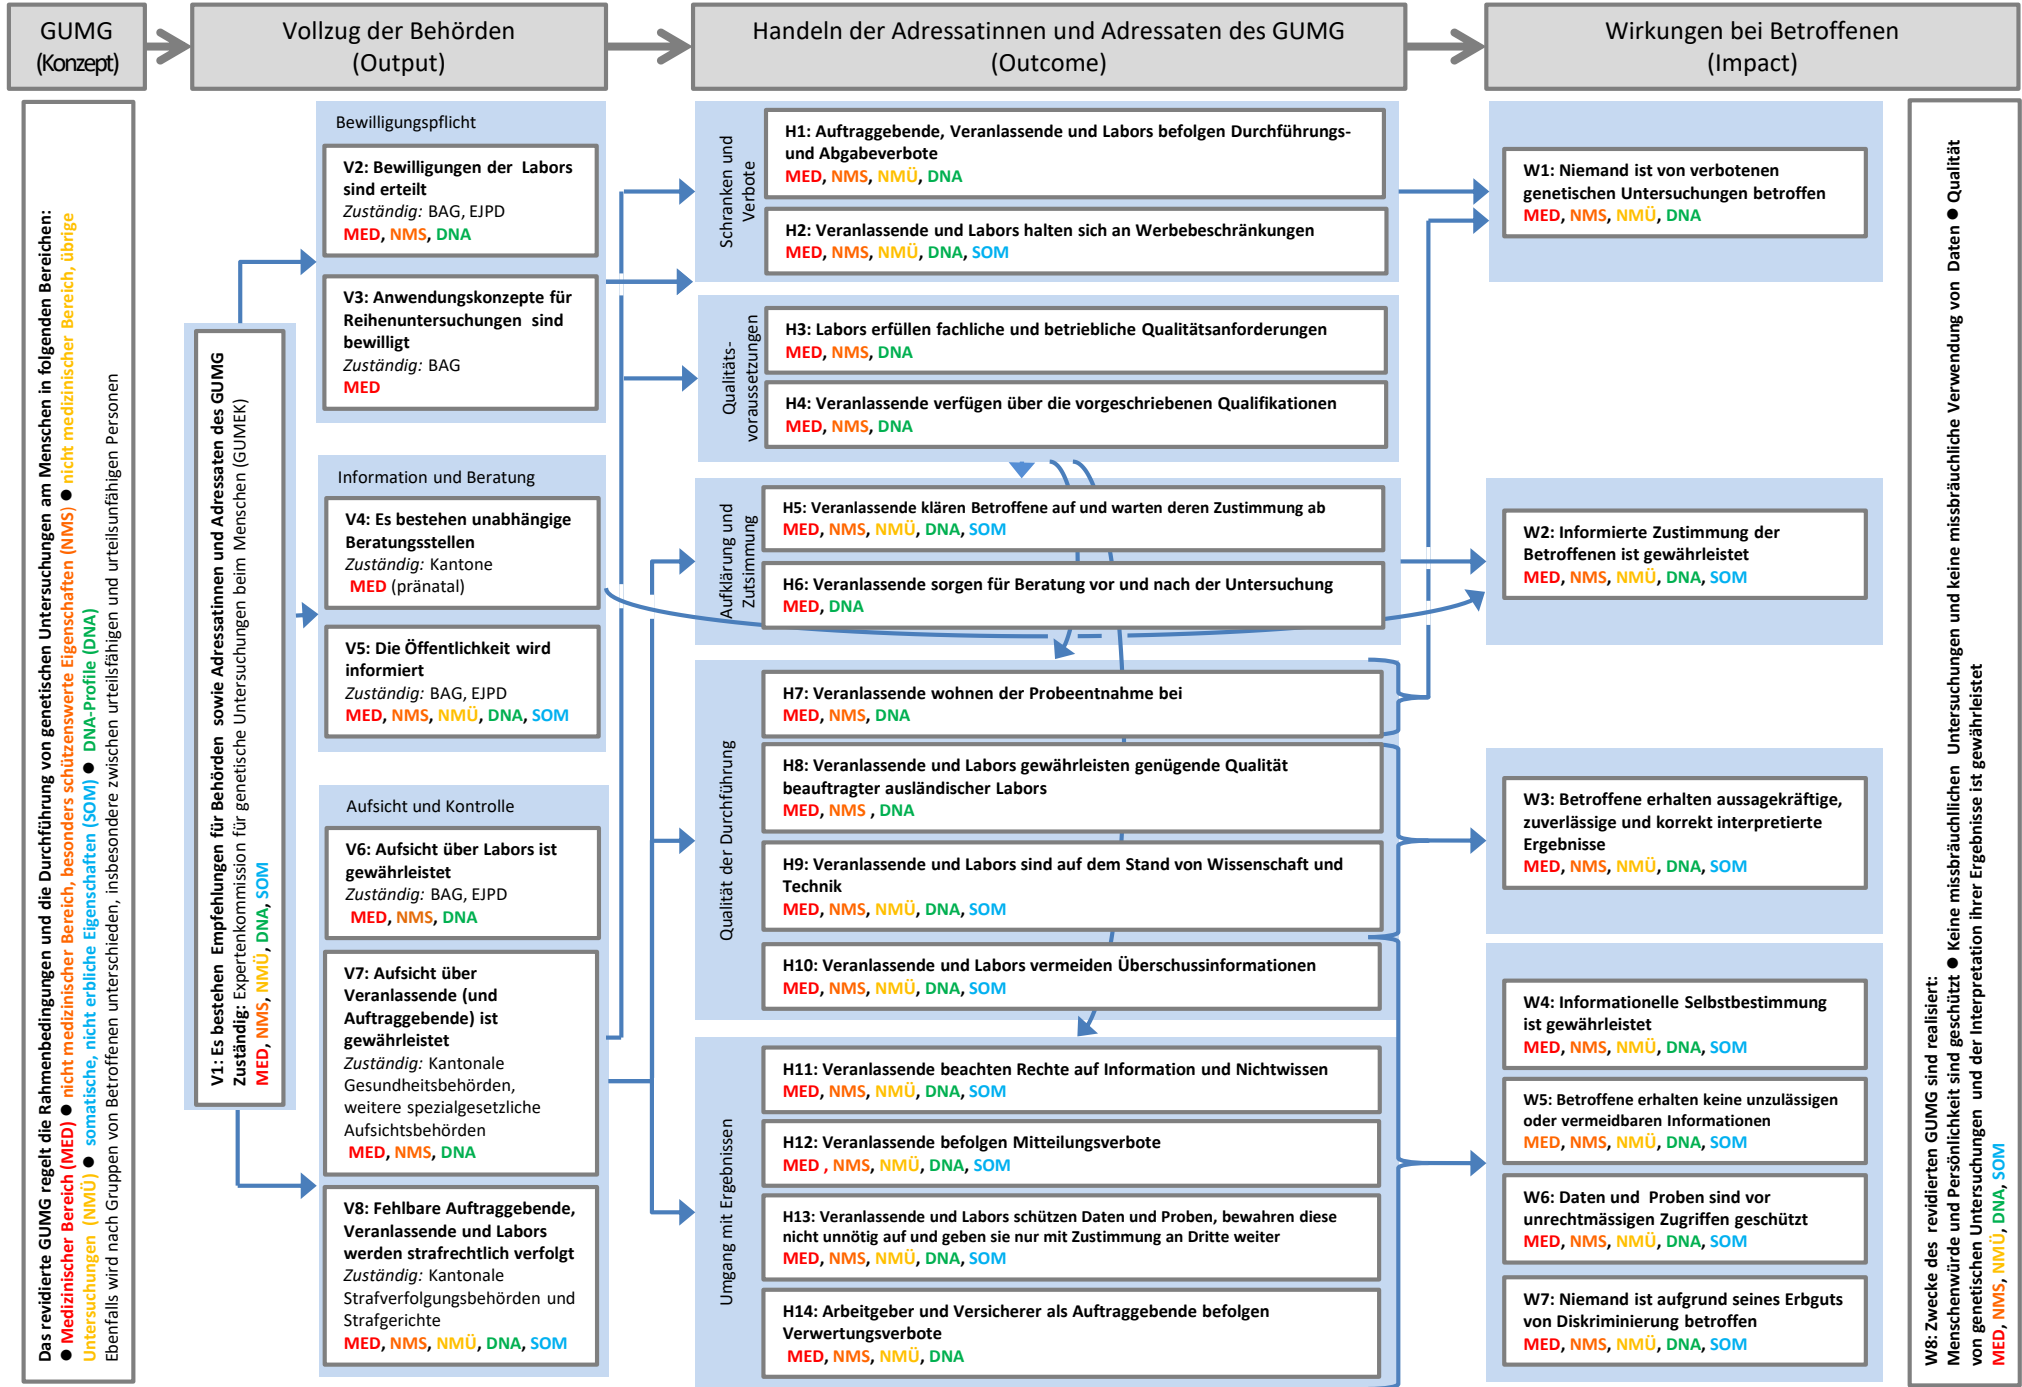 GUMG
(Konzept)
Vollzug der Behörden
(Output)
Handeln der Adressatinnen und Adressaten des GUMG
(Outcome)
Wirkungen bei Betroffenen
(Impact)
Das revidierte GUMG regelt die Rahmenbedingungen und die Durchführung von genetischen Untersuchungen am Menschen in folgenden Bereichen:
● Medizinischer Bereich (MED) ● nicht medizinischer Bereich, besonders schützenswerte Eigenschaften (NMS) ● nicht medizinischer Bereich, übrige
Untersuchungen (NMÜ) ● somatische, nicht erbliche Eigenschaften (SOM) ● DNA-Profile (DNA)
Ebenfalls wird nach Gruppen von Betroffenen unterschieden, insbesondere zwischen urteilsfähigen und urteilsunfähigen Personen
V1: Es bestehen Empfehlungen für Behörden sowie Adressatinnen und Adressaten des GUMG
Zuständig: Expertenkommission für genetische Untersuchungen beim Menschen (GUMEK)
MED, NMS, NMÜ, DNA, SOM
Bewilligungspflicht
V2: Bewilligungen der Labors
sind erteilt
Zuständig: BAG, EJPD
MED, NMS, DNA
V3: Anwendungskonzepte für
Reihenuntersuchungen sind
bewilligt
Zuständig: BAG
MED
Information und Beratung
V4: Es bestehen unabhängige
Beratungsstellen
Zuständig: Kantone
MED (pränatal)
V5: Die Öffentlichkeit wird
informiert
Zuständig: BAG, EJPD
MED, NMS, NMÜ, DNA, SOM
Aufsicht und Kontrolle
V6: Aufsicht über Labors ist
gewährleistet
Zuständig: BAG, EJPD
MED, NMS, DNA
V7: Aufsicht über
Veranlassende (und
Auftraggebende) ist
gewährleistet
Zuständig: Kantonale
Gesundheitsbehörden,
weitere spezialgesetzliche
Aufsichtsbehörden
MED, NMS, DNA
V8: Fehlbare Auftraggebende,
Veranlassende und Labors
werden strafrechtlich verfolgt
Zuständig: Kantonale
Strafverfolgungsbehörden und
Strafgerichte
MED, NMS, NMÜ, DNA, SOM
Schranken und
Verbote
H1: Auftraggebende, Veranlassende und Labors befolgen Durchführungs-
und Abgabeverbote
MED, NMS, NMÜ, DNA
H2: Veranlassende und Labors halten sich an Werbebeschränkungen
MED, NMS, NMÜ, DNA, SOM
Qualitäts-
voraussetzungen
H3: Labors erfüllen fachliche und betriebliche Qualitätsanforderungen
MED, NMS, DNA
H4: Veranlassende verfügen über die vorgeschriebenen Qualifikationen
MED, NMS, DNA
Aufklärung und
Zutsimmung
H5: Veranlassende klären Betroffene auf und warten deren Zustimmung ab
MED, NMS, NMÜ, DNA, SOM
H6: Veranlassende sorgen für Beratung vor und nach der Untersuchung
MED, DNA
Qualität der Durchführung
H7: Veranlassende wohnen der Probeentnahme bei
MED, NMS, DNA
H8: Veranlassende und Labors gewährleisten genügende Qualität
beauftragter ausländischer Labors
MED, NMS , DNA
H9: Veranlassende und Labors sind auf dem Stand von Wissenschaft und
Technik
MED, NMS, NMÜ, DNA, SOM
H10: Veranlassende und Labors vermeiden Überschussinformationen
MED, NMS, NMÜ, DNA, SOM
Umgang mit Ergebnissen
H11: Veranlassende beachten Rechte auf Information und Nichtwissen
MED, NMS, NMÜ, DNA, SOM
H12: Veranlassende befolgen Mitteilungsverbote
MED , NMS, NMÜ, DNA, SOM
H13: Veranlassende und Labors schützen Daten und Proben, bewahren diese
nicht unnötig auf und geben sie nur mit Zustimmung an Dritte weiter
MED, NMS, NMÜ, DNA, SOM
H14: Arbeitgeber und Versicherer als Auftraggebende befolgen
Verwertungsverbote
MED, NMS, NMÜ, DNA
W1: Niemand ist von verbotenen
genetischen Untersuchungen betroffen
MED, NMS, NMÜ, DNA
W2: Informierte Zustimmung der
Betroffenen ist gewährleistet
MED, NMS, NMÜ, DNA, SOM
W3: Betroffene erhalten aussagekräftige,
zuverlässige und korrekt interpretierte
Ergebnisse
MED, NMS, NMÜ, DNA, SOM
W4: Informationelle Selbstbestimmung
ist gewährleistet
MED, NMS, NMÜ, DNA, SOM
W5: Betroffene erhalten keine unzulässigen
oder vermeidbaren Informationen
MED, NMS, NMÜ, DNA, SOM
W6: Daten und Proben sind vor
unrechtmässigen Zugriffen geschützt
MED, NMS, NMÜ, DNA, SOM
W7: Niemand ist aufgrund seines Erbguts
von Diskriminierung betroffen
MED, NMS, NMÜ, DNA, SOM
W8: Zwecke des revidierten GUMG sind realisiert:
Menschenwürde und Persönlichkeit sind geschützt ● Keine missbräuchlichen Untersuchungen und keine missbräuchliche Verwendung von Daten ● Qualität
von genetischen Untersuchungen und der Interpretation ihrer Ergebnisse ist gewährleistet
MED, NMS, NMÜ, DNA, SOM